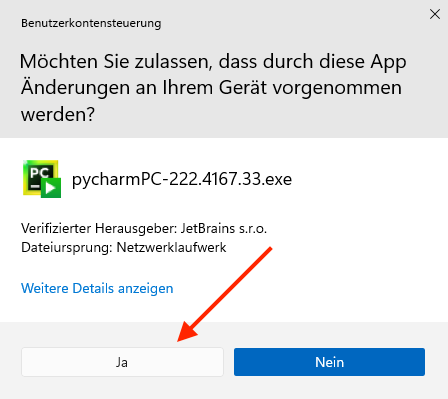 Benutzerkontensteuerung
Möchten Sie zulassen, dass durch diese App
Änderungen an Ihrem Gerät vorgenommen
werden?
PC
pycharmPC-222.4167.33.exe
Verifizierter Herausgeber: JetBrains s.r.o.
Dateiursprung: Netzwerklaufwerk
Weitere Details anzeigen
Ja
Nein